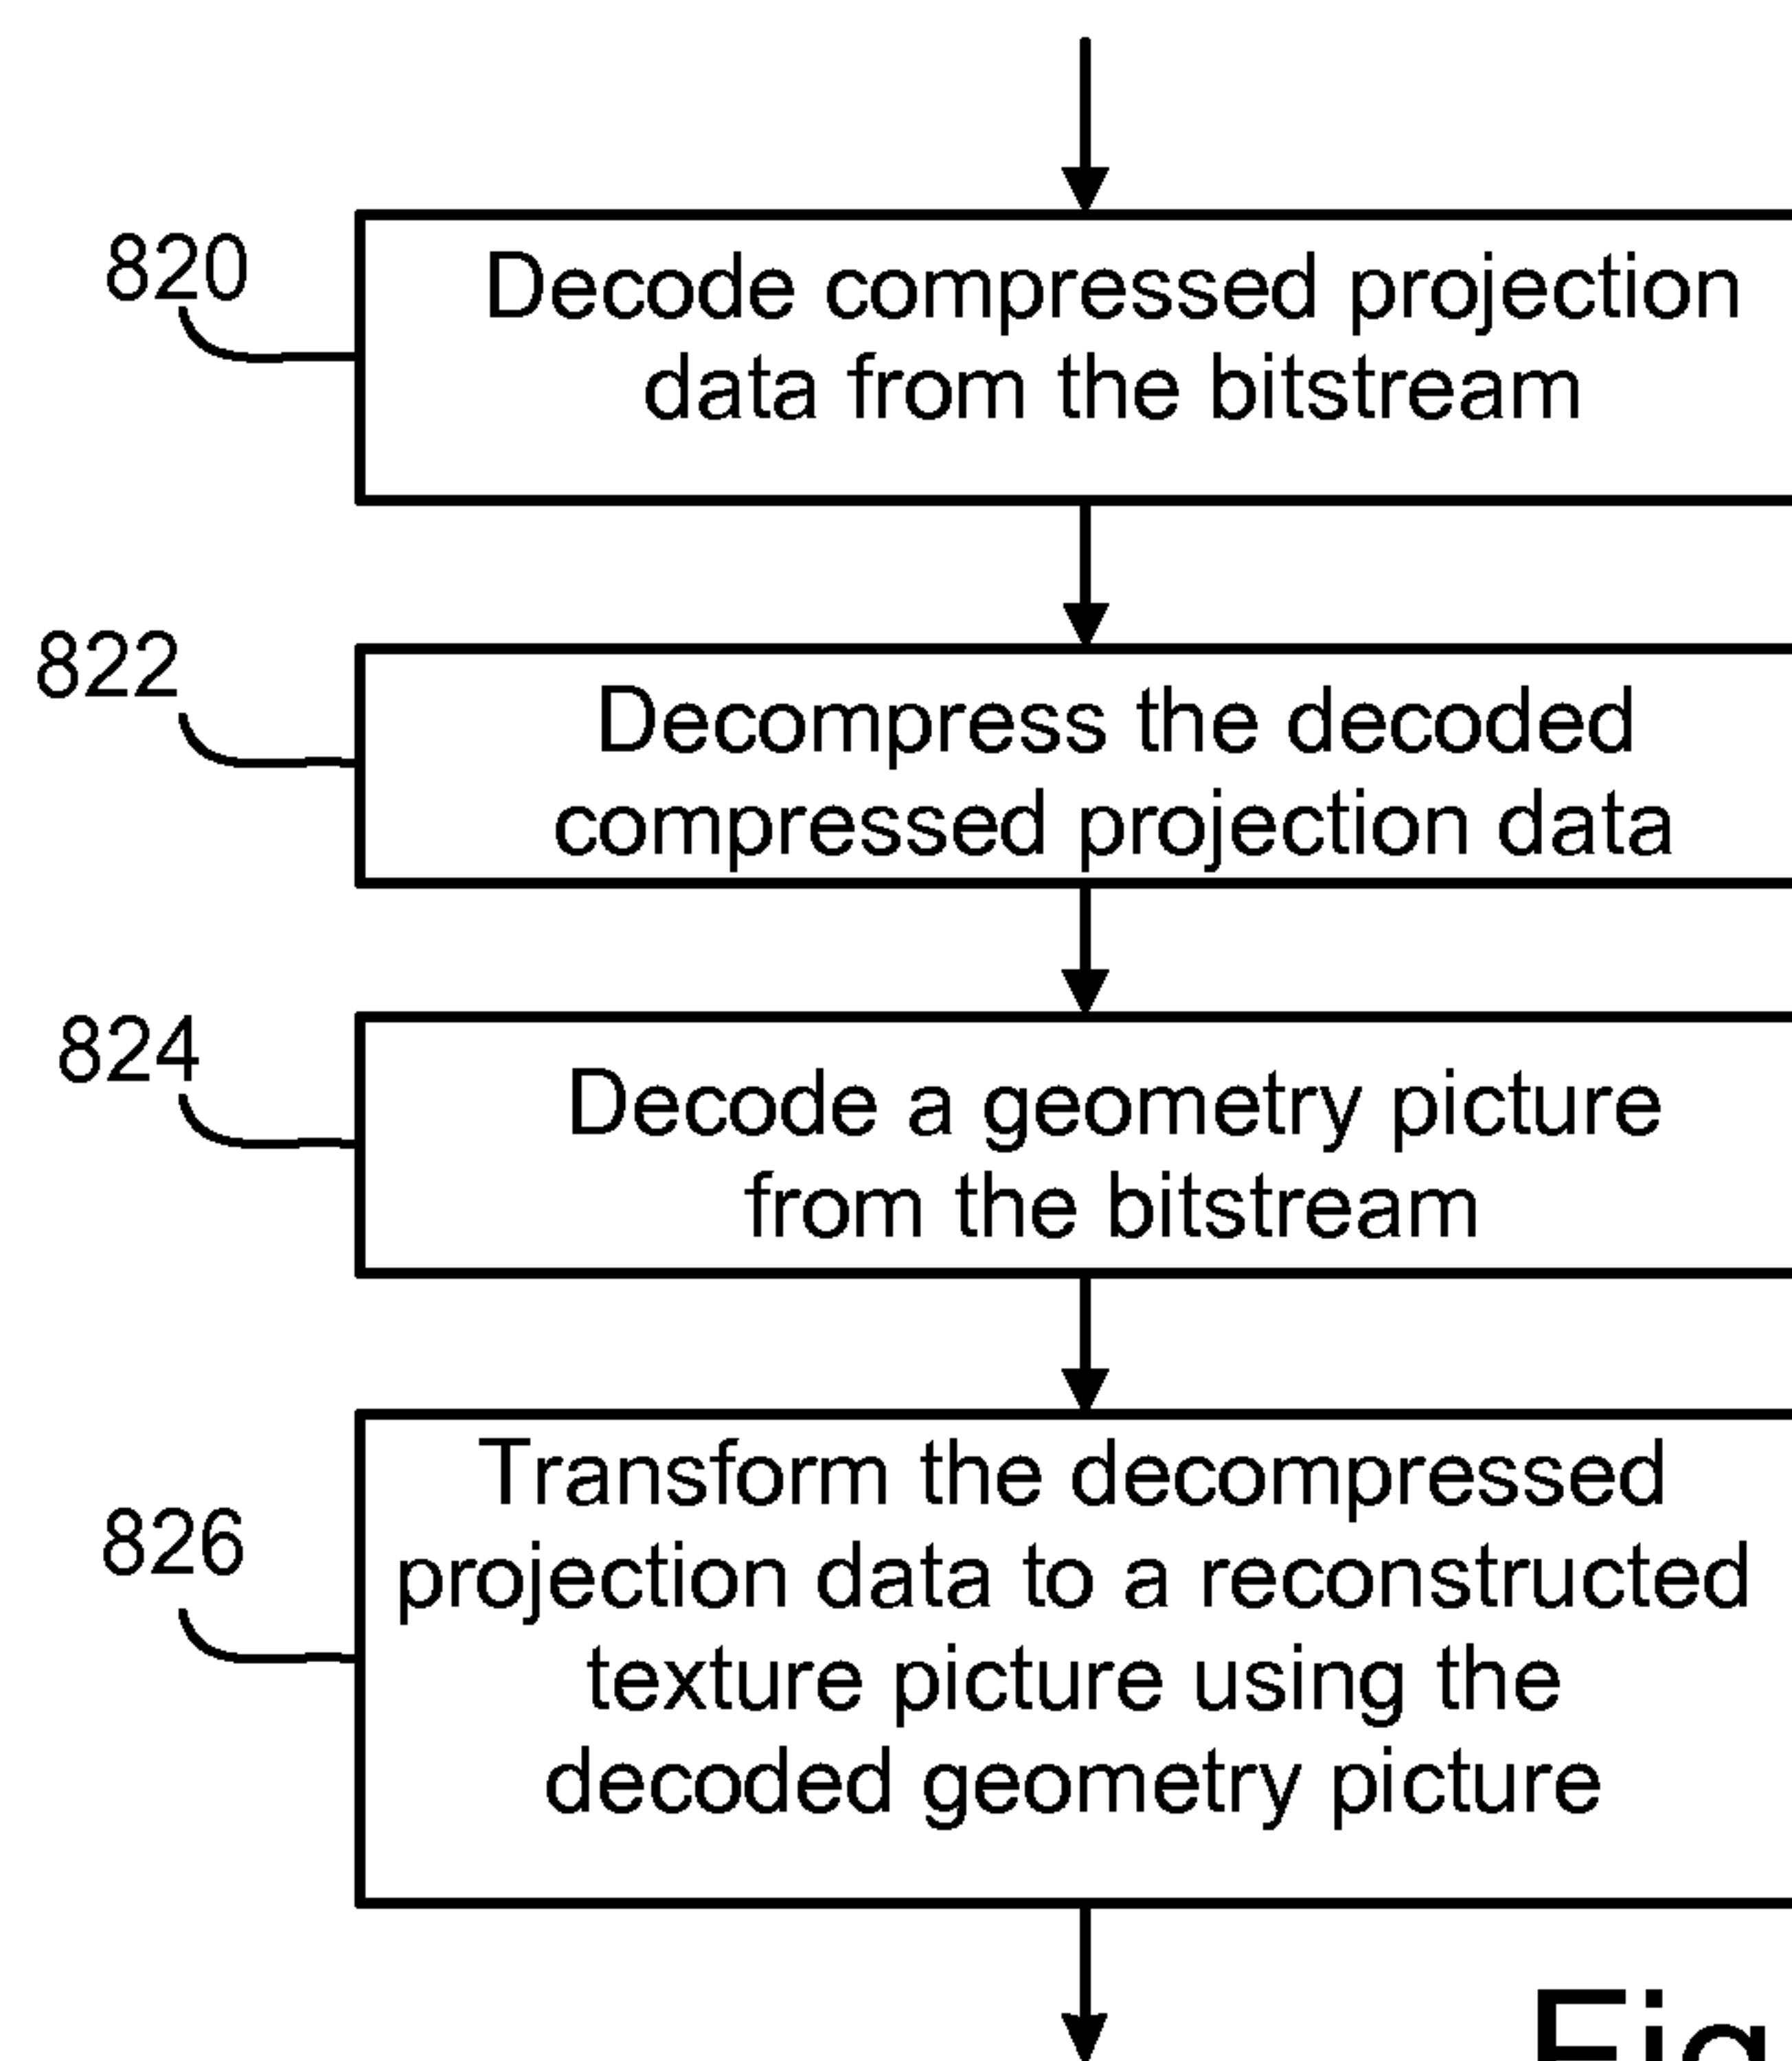 820
Decode compressed projection
data from the bitstream
822
Decompress the decoded
compressed projection data
824
Decode a geometry picture
from the bitstream
826
Transform the decompressed
projection data to a reconstructed
texture picture using the
decoded geometry picture
Fig